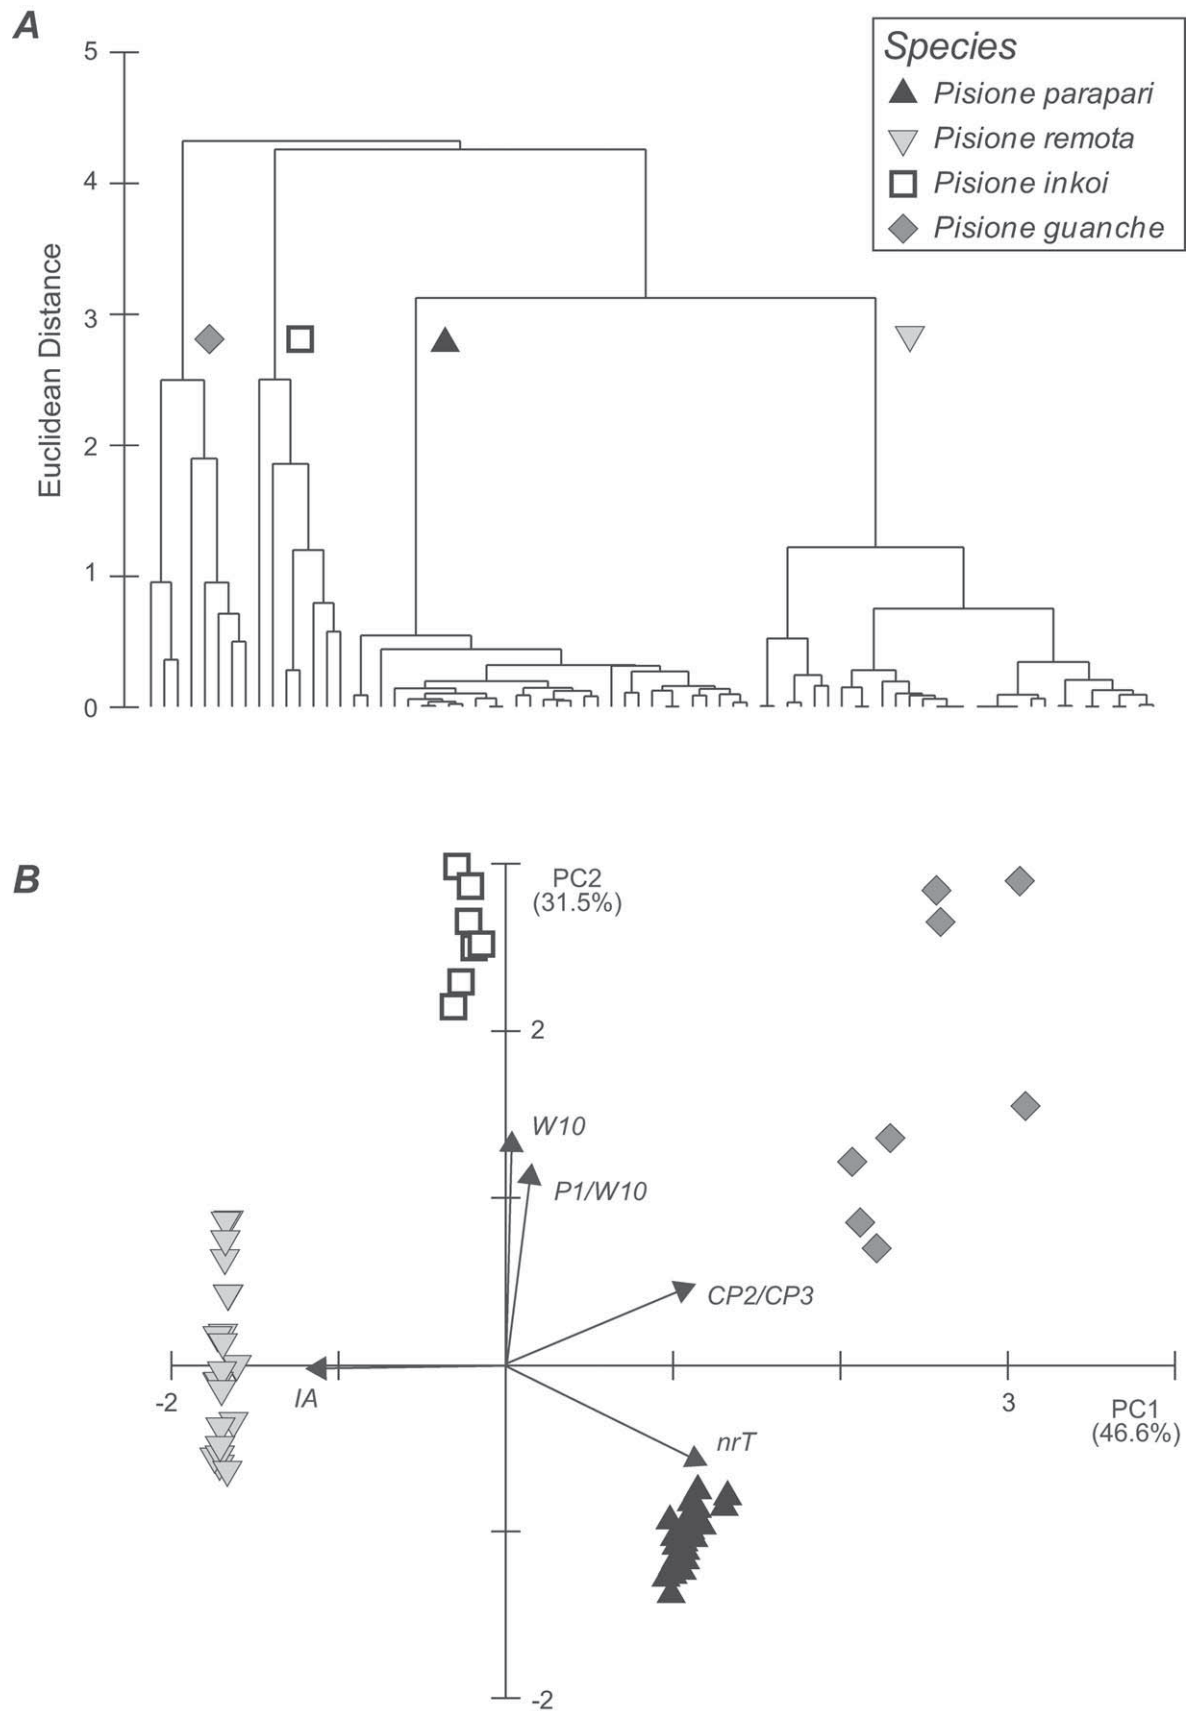 A
5
4
3
2
1
0
Euclidean Distance
Species
Pisione parapari
Pisione remota
Pisione inkoi
Pisione guanche
B
PC2
(31.5%)
2
W10
P1/W10
CP2/CP3
-2
IA
3
PC1
(46.6%)
nrT
-2